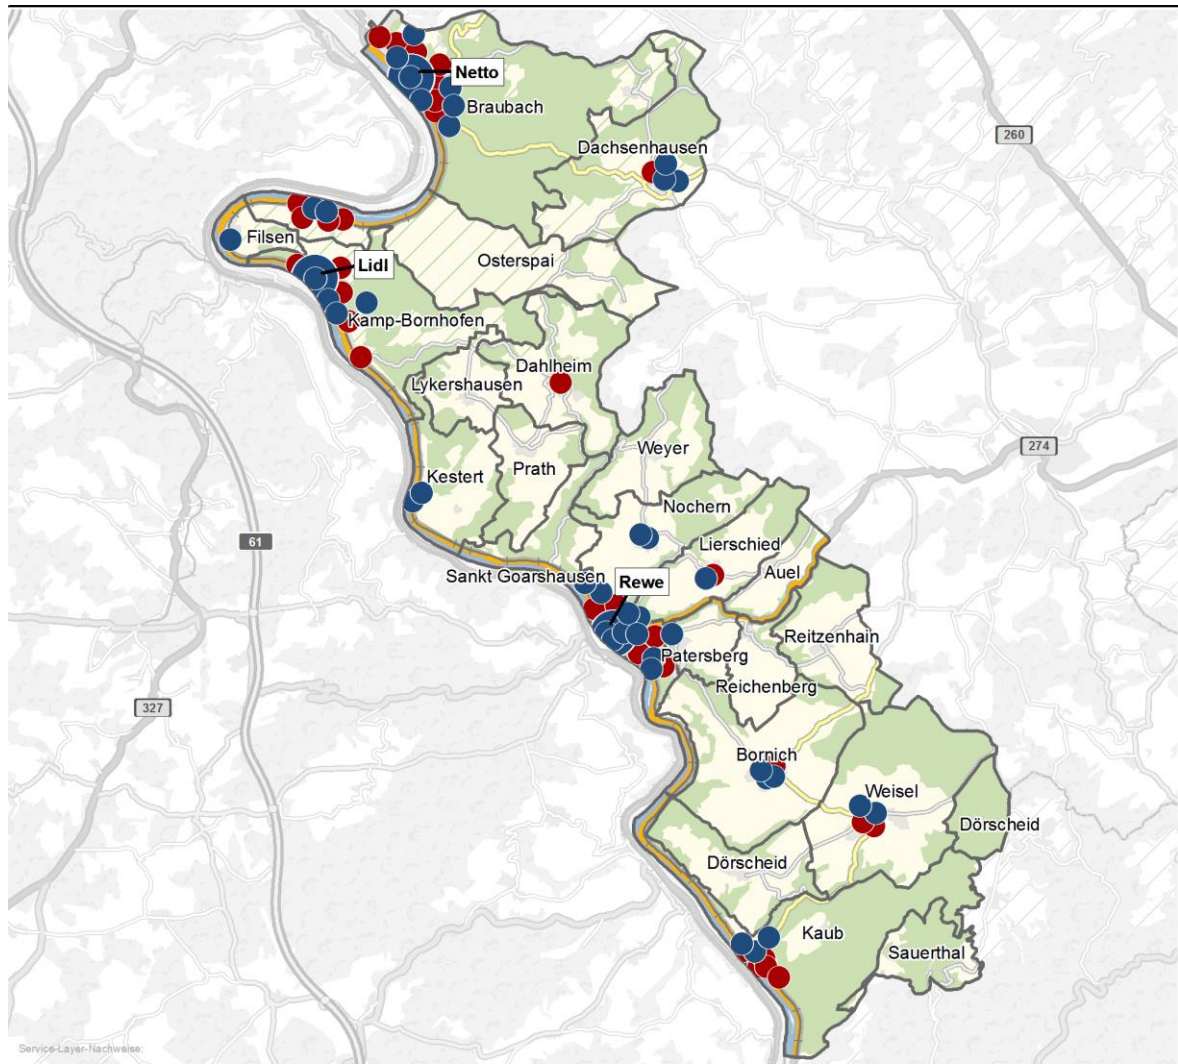 Netto
Braubach
260
Dachsenhausen
Filsen
Osterspai
Lidl
Kamp-Bornhofen
Dahlheim
Lykershausen
Weyer
274
Prath
Kestert
Nochern
61
Lierschied
Auel
Sankt Goarshausen
Rewe
Reitzenhain
Patersberg
Reichenberg
327
Bornich
Weisel
Dörscheid
Dörscheid
Kaub
Sauerthal
Service-Layer-Nachweise: